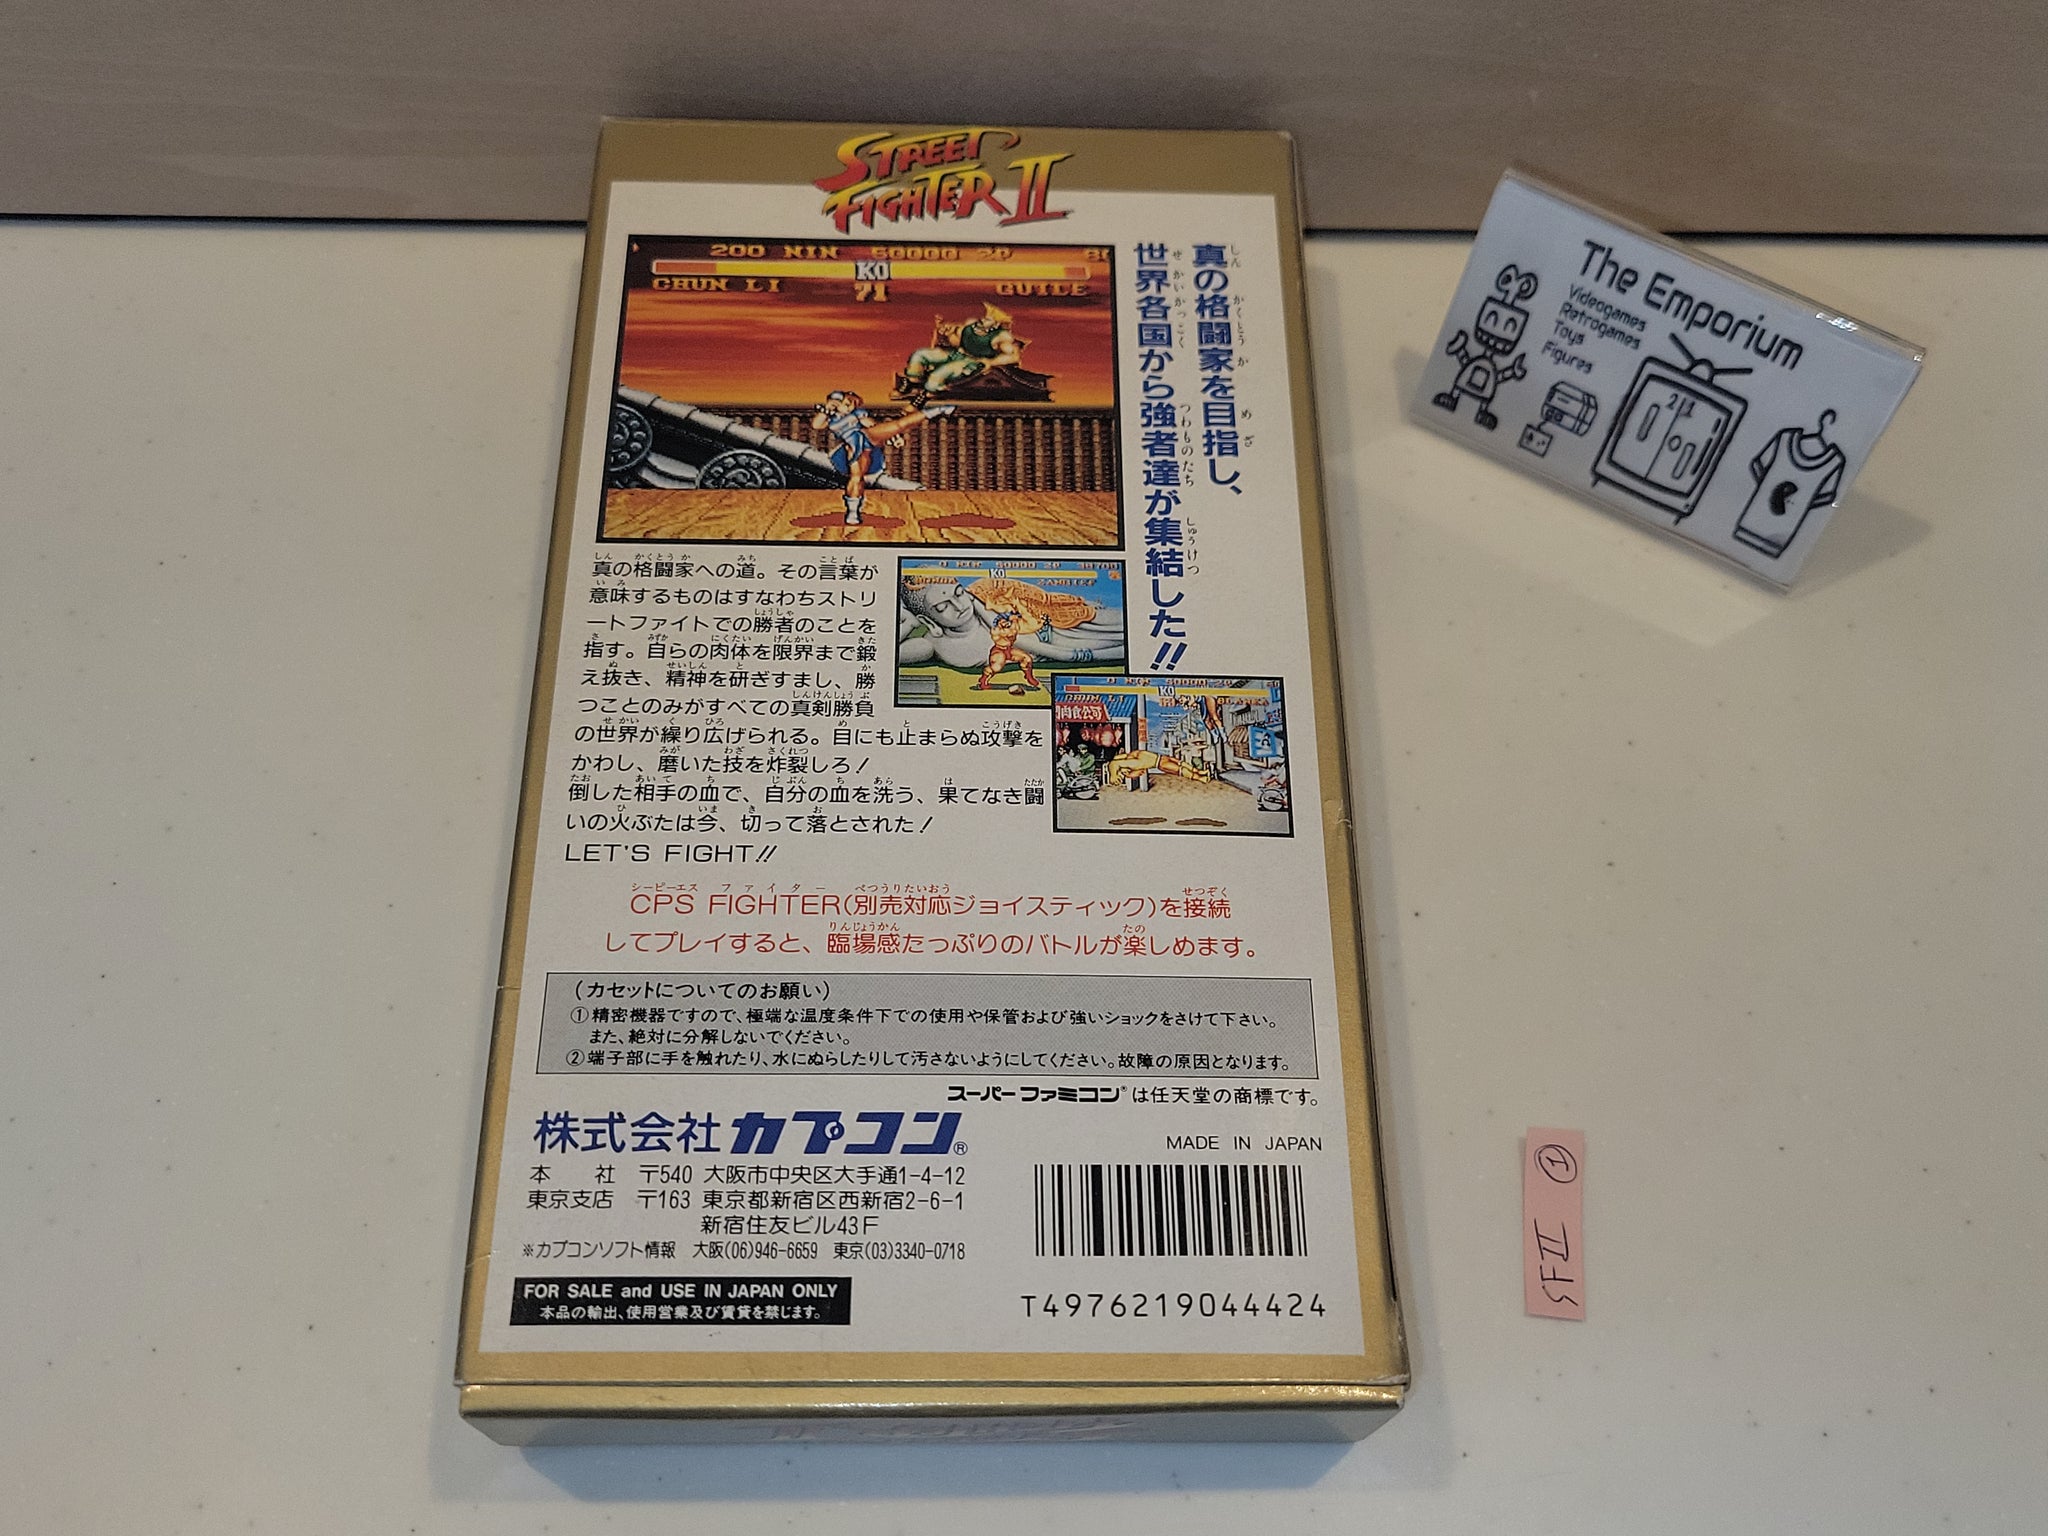 STREET
FIGHTER II
200 NIN 50000 2P
KO
CHUN LI 71 GUILE
真の格闘家を目指し、
世界各国から強者達が集結した!!
真の格闘家への道。その言葉が
意味するものはすなわちストリ
ートファイトでの勝者のことを
指す。自らの肉体を限界まで鍛
え抜き、精神を研ぎすまし、勝
つことのみがすべての真剣勝負
の世界が繰り広げられる。目にも止まらぬ攻撃を
かわし、磨いた技を炸裂しろ!
倒した相手の血で、自分の血を洗う、果てなき闘
いの火ぶたは今、切って落とされた!
LET'S FIGHT!!
KO
ZANGIEF
KO
CHUN LI
CPS FIGHTER(別売対応ジョイスティック)を接続
してプレイすると、臨場感たっぷりのバトルが楽しめます。
(カセットについてのお願い)
①精密機器ですので、極端な温度条件下での使用や保管および強いショックをさけて下さい。
また、絶対に分解しないでください。
②端子部に手を触れたり、水にぬらしたりして汚さないようにしてください。故障の原因となります。
スーパーファミコン®は任天堂の商標です。
株式会社カプコン®
MADE IN JAPAN
本 社 〒540 大阪市中央区大手通1-4-12
東京支店 〒163 東京都新宿区西新宿2-6-1
新宿住友ビル43F
※カプコンソフト情報 大阪(06)946-6659 東京(03)3340-0718
FOR SALE and USE IN JAPAN ONLY
本品の輸出、使用営業及び賃貸を禁じます。
T4976219044424
The Emporium
Videogames
Retrogames
Toys
Figures
21
SFII ①